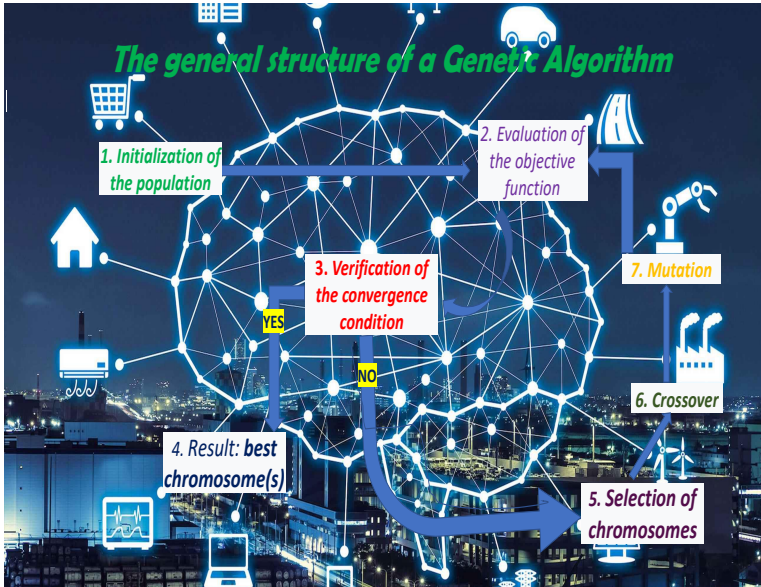 The general structure of a Genetic Algorithm
1. Initialization of
the population
2. Evaluation of
the objective
function
3. Verification of
the convergence
condition
YES
NO
4. Result: best
chromosome(s)
5. Selection of
chromosomes
6. Crossover
7. Mutation